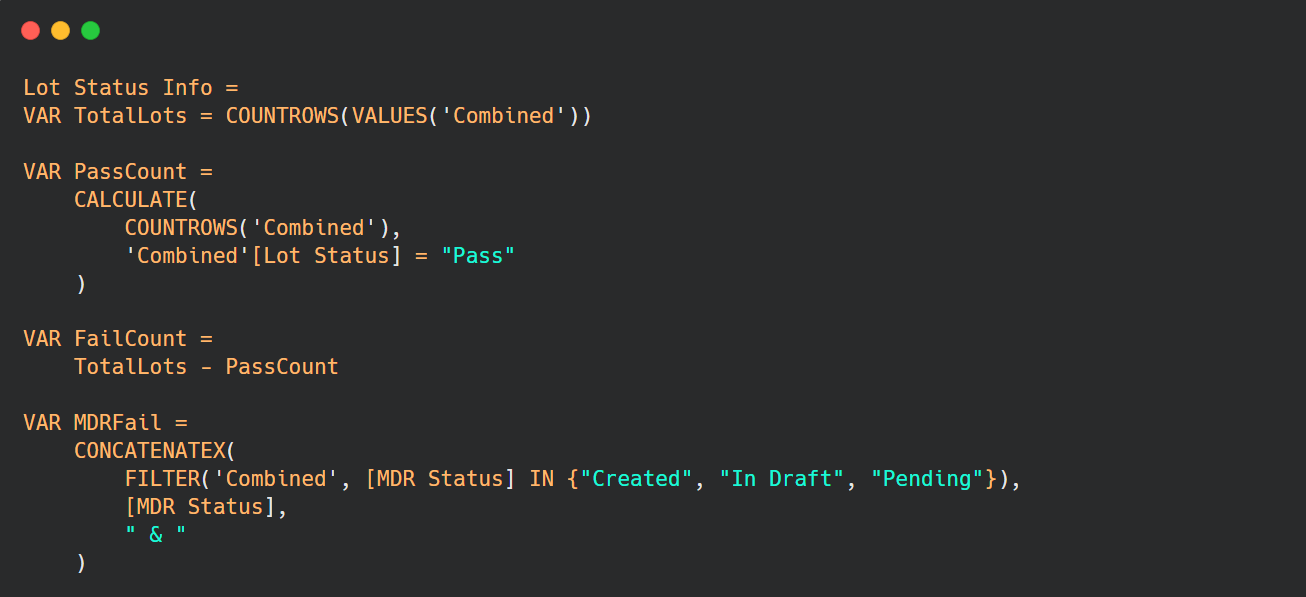 Lot Status Info =
VAR TotalLots = COUNTROWS(VALUES('Combined'))
VAR PassCount =
    CALCULATE(
        COUNTROWS('Combined'),
        'Combined'[Lot Status] = "Pass"
    )
VAR FailCount =
    TotalLots - PassCount
VAR MDRFail =
    CONCATENATEX(
        FILTER('Combined', [MDR Status] IN {"Created", "In Draft", "Pending"}),
        [MDR Status],
        " & "
    )